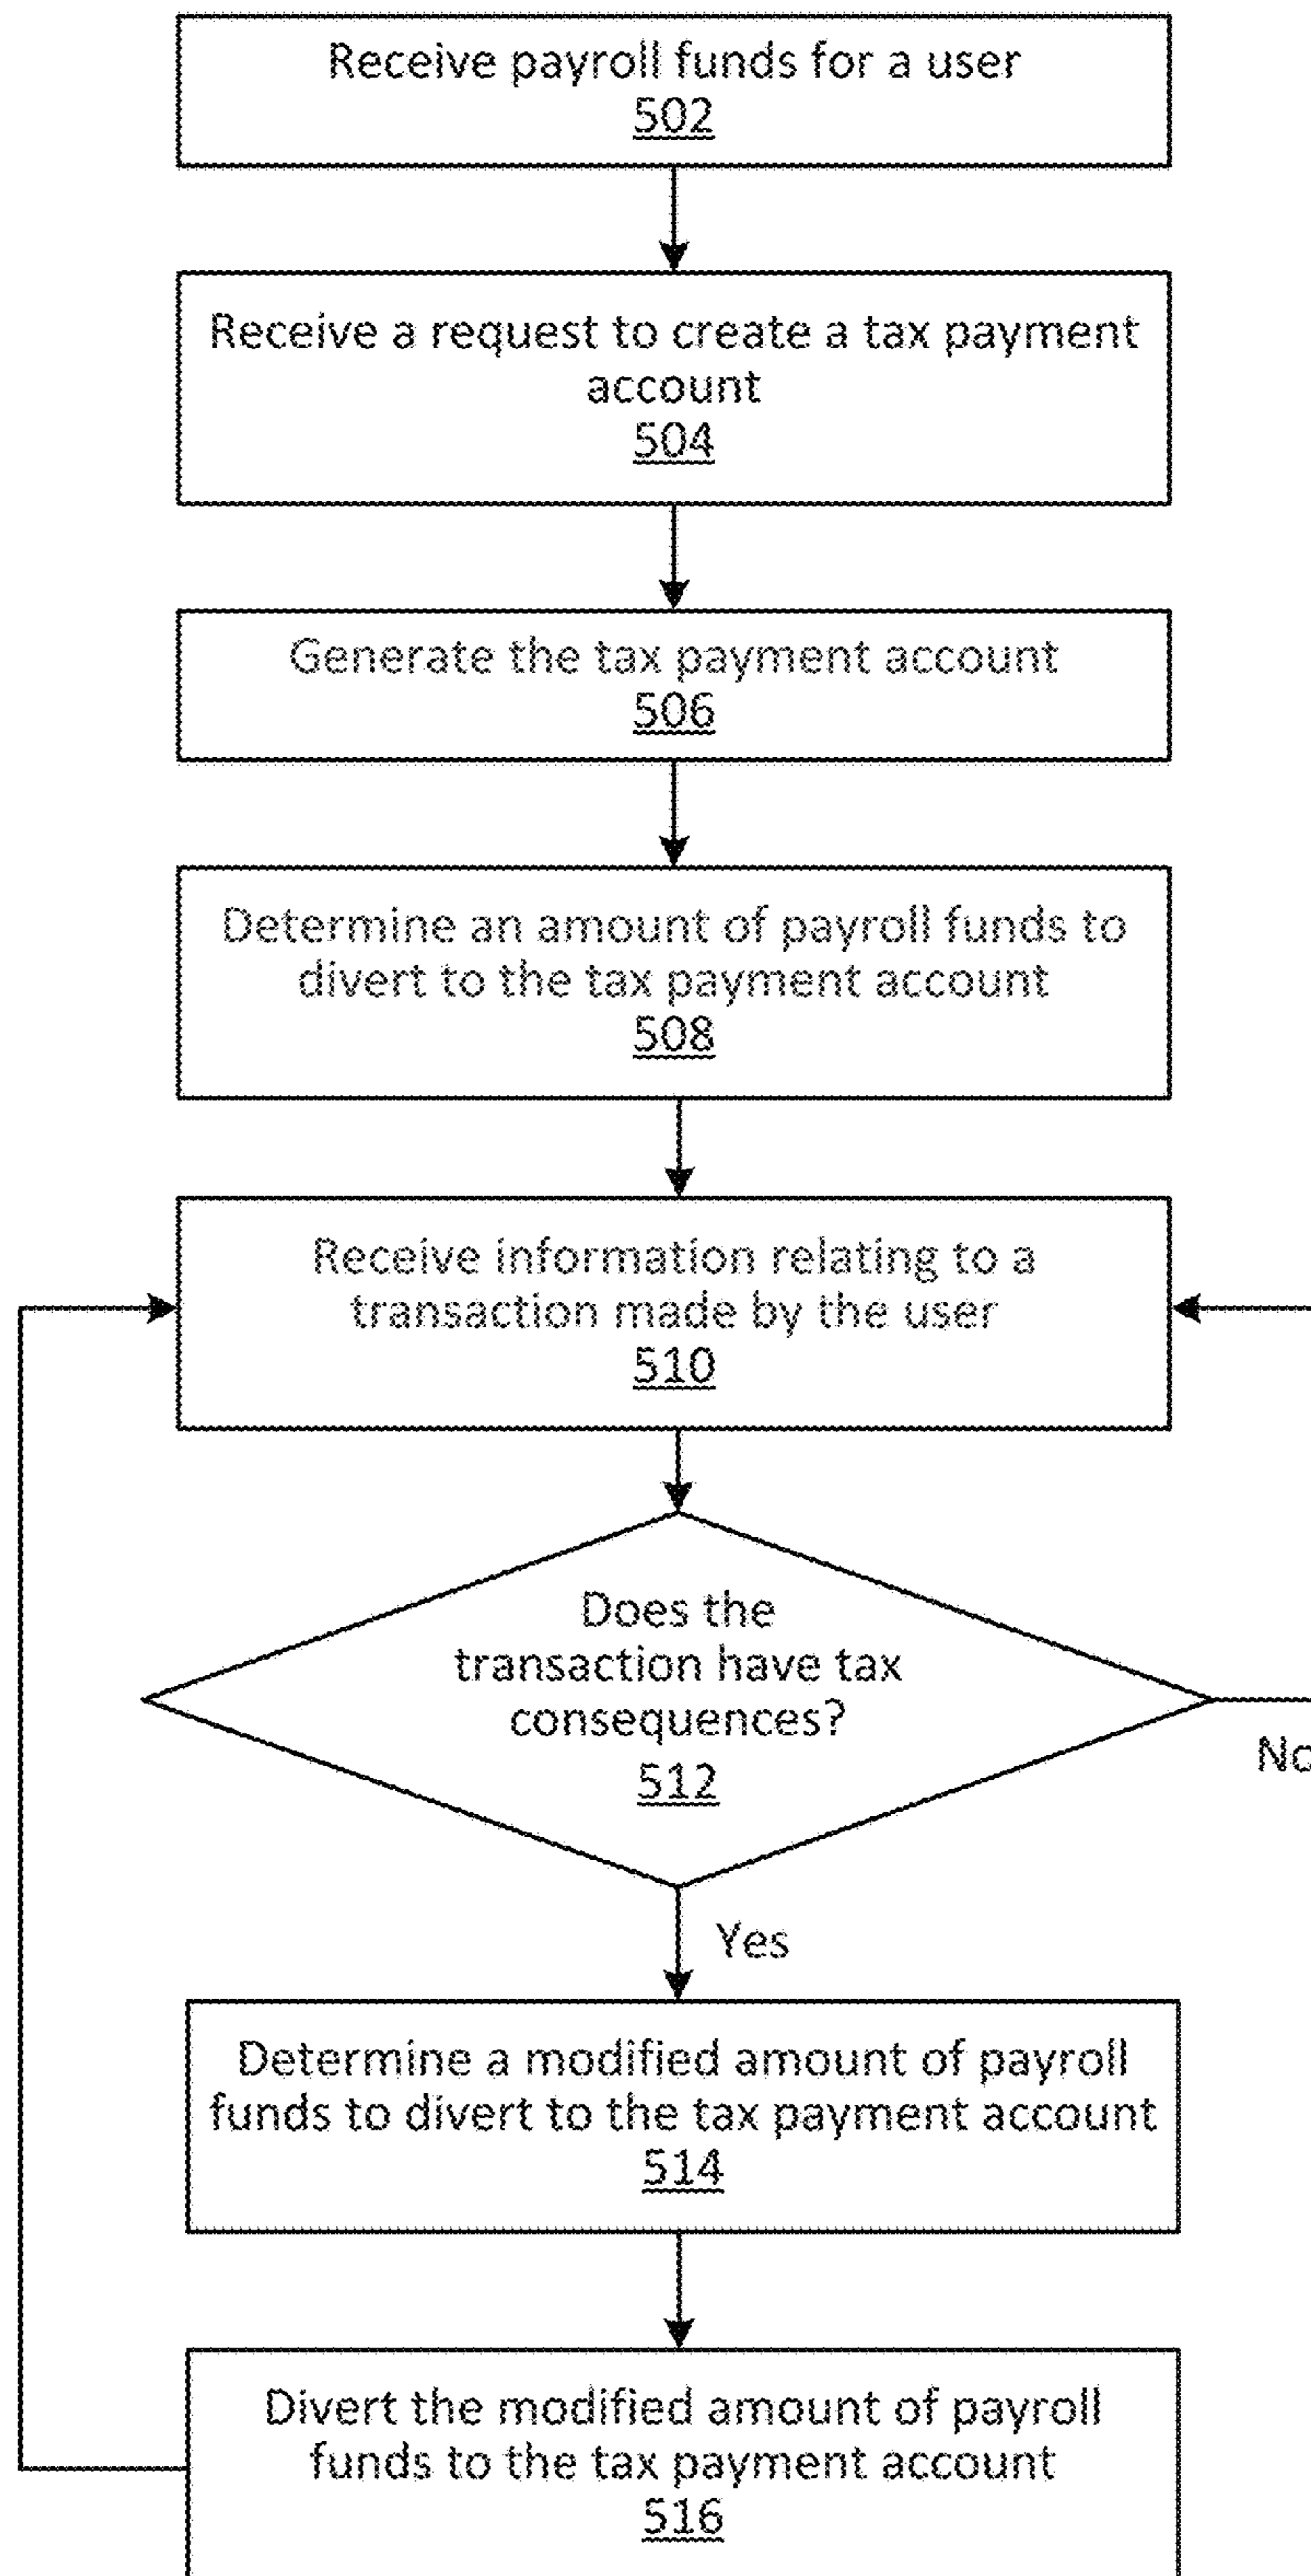 Receive payroll funds for a user
502
Receive a request to create a tax payment
account
504
Generate the tax payment account
506
Determine an amount of payroll funds to
divert to the tax payment account
508
Receive information relating to a
transaction made by the user
510
Does the
transaction have tax
consequences?
512
No
Yes
Determine a modified amount of payroll
funds to divert to the tax payment account
514
Divert the modified amount of payroll
funds to the tax payment account
516